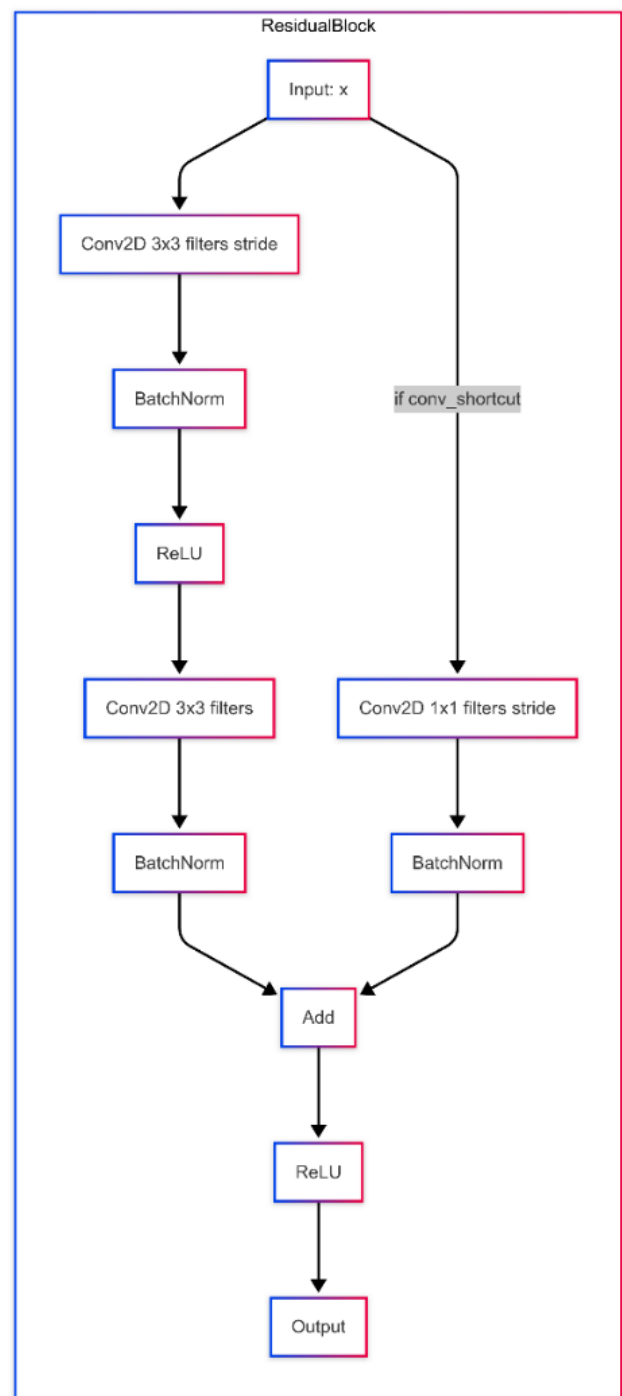 ResidualBlock
Input: x
Conv2D 3x3 filters stride
BatchNorm
if conv_shortcut
ReLU
Conv2D 3x3 filters
Conv2D 1x1 filters stride
BatchNorm
BatchNorm
Add
ReLU
Output